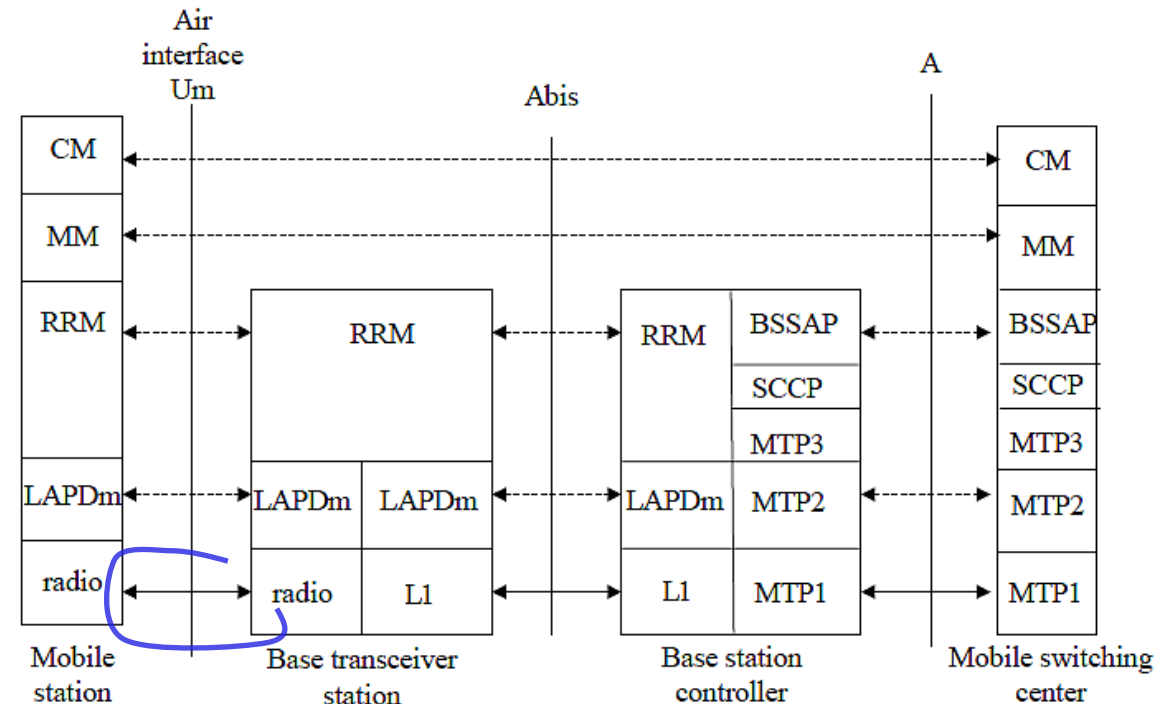 Air
interface
Um
Abis
A
CM
CM
MM
MM
RRM
RRM
RRM
BSSAP
BSSAP
SCCP
SCCP
MTP3
MTP3
LAPDm
LAPDm
LAPDm
LAPDm
MTP2
MTP2
radio
radio
L1
L1
MTP1
MTP1
Mobile
station
Base transceiver
station
Base station
controller
Mobile switching
center